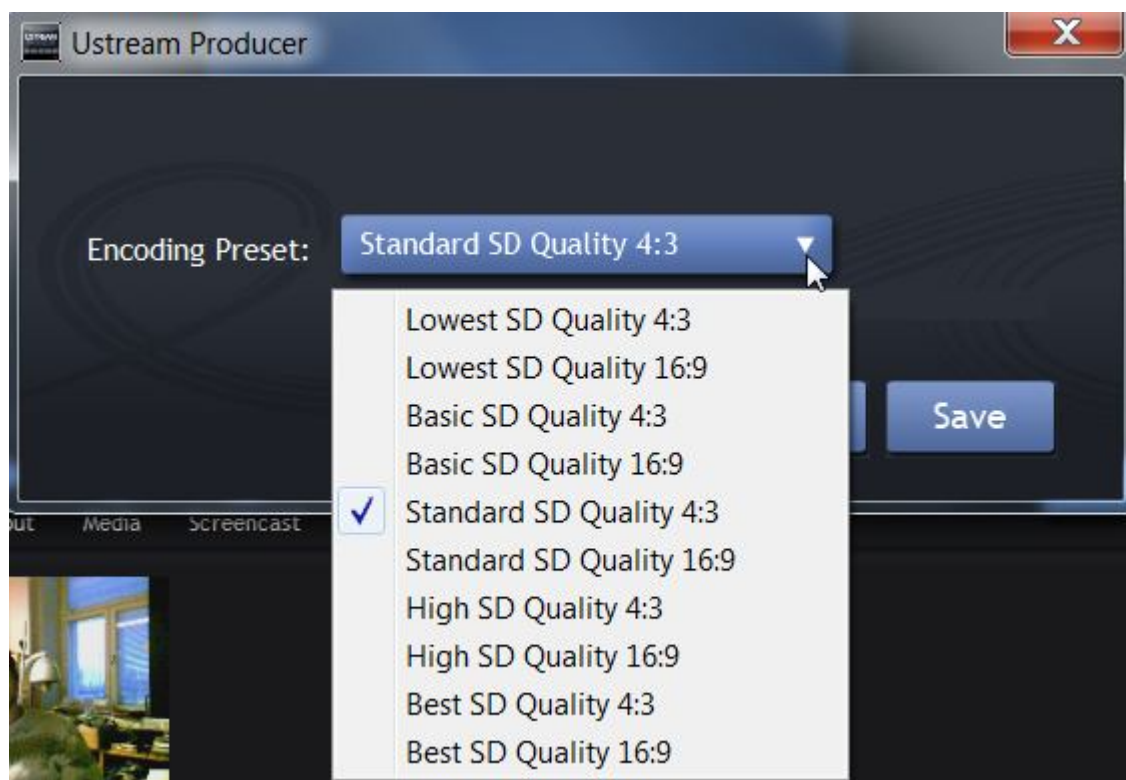 Ustream Producer
Encoding Preset:
Standard SD Quality 4:3
Lowest SD Quality 4:3
Lowest SD Quality 16:9
Basic SD Quality 4:3
Basic SD Quality 16:9
Save
Standard SD Quality 4:3
Media
Screencast
Standard SD Quality 16:9
High SD Quality 4:3
High SD Quality 16:9
Best SD Quality 4:3
Best SD Quality 16:9